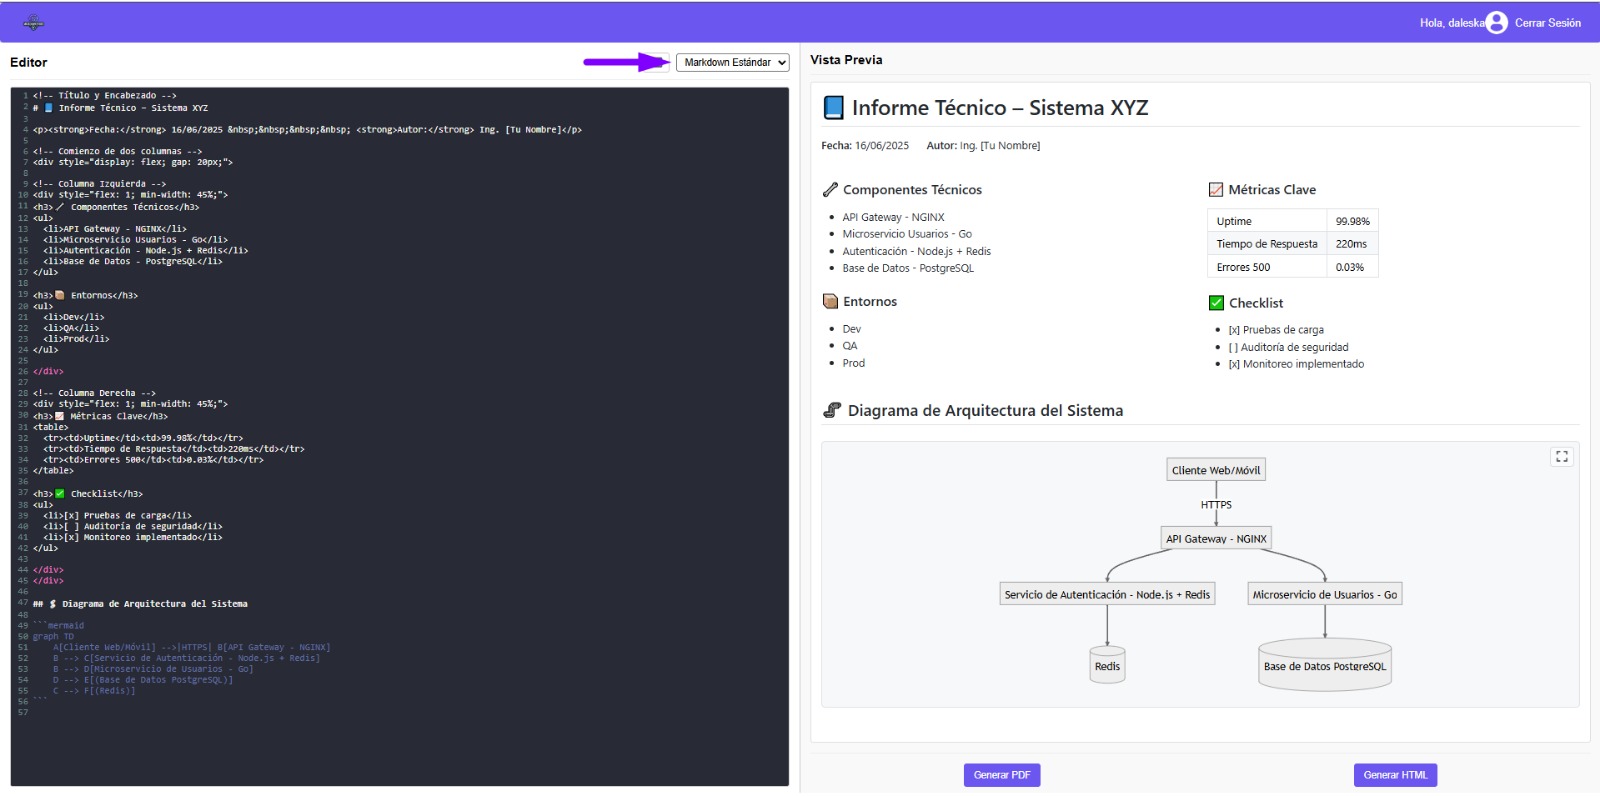 Hola, daleska Cerrar Sesión
Editor
Markdown Estándar
1 <!-- Título y Encabezado -->
2 # 📘 Informe Técnico – Sistema XYZ
3
4 <p><strong>Fecha:</strong> 16/06/2025 &nbsp;&nbsp;&nbsp;&nbsp; <strong>Autor:</strong> Ing. [Tu Nombre]</p>
5
6 <!-- Comienzo de dos columnas -->
7 <div style="display: flex; gap: 20px;">
8
9 <!-- Columna Izquierda -->
10 <div style="flex: 1; min-width: 45%;">
11 <h3>🔧 Componentes Técnicos</h3>
12 <ul>
13 <li>API Gateway - NGINX</li>
14 <li>Microservicio Usuarios - Go</li>
15 <li>Autenticación - Node.js + Redis</li>
16 <li>Base de Datos - PostgreSQL</li>
17 </ul>
18
19 <h3>📦 Entornos</h3>
20 <ul>
21 <li>Dev</li>
22 <li>QA</li>
23 <li>Prod</li>
24 </ul>
25
26 </div>
27
28 <!-- Columna Derecha -->
29 <div style="flex: 1; min-width: 45%;">
30 <h3>📈 Métricas Clave</h3>
31 <table>
32 <tr><td>Uptime</td><td>99.98%</td></tr>
33 <tr><td>Tiempo de Respuesta</td><td>220ms</td></tr>
34 <tr><td>Errores 500</td><td>0.03%</td></tr>
35 </table>
36
37 <h3>✅ Checklist</h3>
38 <ul>
39 <li>[x] Pruebas de carga</li>
40 <li>[ ] Auditoría de seguridad</li>
41 <li>[x] Monitoreo implementado</li>
42 </ul>
43
44 </div>
45 </div>
46
47 ## 🖇 Diagrama de Arquitectura del Sistema
48
49 ```mermaid
50 graph TD
51 A[Cliente Web/Móvil] -->|HTTPS| B[API Gateway - NGINX]
52 B --> C[Servicio de Autenticación - Node.js + Redis]
53 B --> D[Microservicio de Usuarios - Go]
54 D --> E[(Base de Datos PostgreSQL)]
55 C --> F[(Redis)]
56 ```
57
Vista Previa
📘 Informe Técnico – Sistema XYZ
Fecha: 16/06/2025 Autor: Ing. [Tu Nombre]
🔧 Componentes Técnicos
API Gateway - NGINX
Microservicio Usuarios - Go
Autenticación - Node.js + Redis
Base de Datos - PostgreSQL
📦 Entornos
Dev
QA
Prod
📈 Métricas Clave
Uptime 99.98%
Tiempo de Respuesta 220ms
Errores 500 0.03%
✅ Checklist
[x] Pruebas de carga
[ ] Auditoría de seguridad
[x] Monitoreo implementado
Diagrama de Arquitectura del Sistema
Cliente Web/Móvil
HTTPS
API Gateway - NGINX
Servicio de Autenticación - Node.js + Redis
Microservicio de Usuarios - Go
Redis
Base de Datos PostgreSQL
Generar PDF
Generar HTML